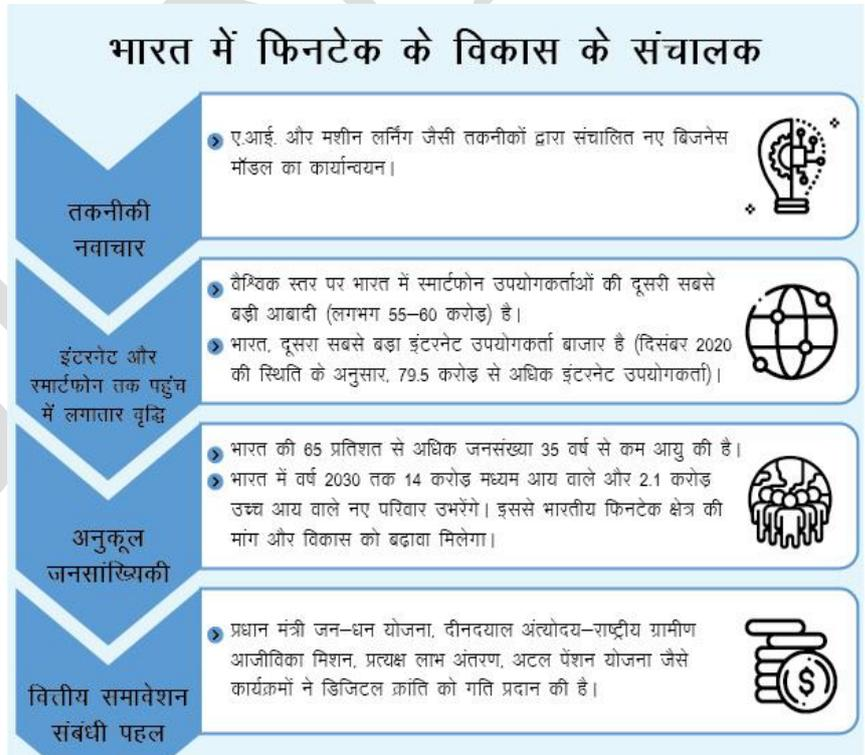 भारत में फिनटेक के विकास के संचालक
तकनीकी
नवाचार
ए.आई. और मशीन लर्निंग जैसी तकनीकों द्वारा संचालित नए बिजनेस
मॉडल का कार्यान्वयन।
इंटरनेट और
स्मार्टफोन तक पहुंच
में लगातार वृद्धि
वैश्विक स्तर पर भारत में स्मार्टफोन उपयोगकर्ताओं की दूसरी सबसे
बड़ी आबादी (लगभग 55–60 करोड़) है।
भारत, दूसरा सबसे बड़ा इंटरनेट उपयोगकर्ता बाजार है (दिसंबर 2020
की स्थिति के अनुसार, 79.5 करोड़ से अधिक इंटरनेट उपयोगकर्ता)।
अनुकूल
जनसांख्यिकी
भारत की 65 प्रतिशत से अधिक जनसंख्या 35 वर्ष से कम आयु की है।
भारत में वर्ष 2030 तक 14 करोड़ मध्यम आय वाले और 2.1 करोड़
उच्च आय वाले नए परिवार उभरेंगे। इससे भारतीय फिनटेक क्षेत्र की
मांग और विकास को बढ़ावा मिलेगा।
वित्तीय समावेशन
संबंधी पहल
प्रधान मंत्री जन–धन योजना, दीनदयाल अंत्योदय–राष्ट्रीय ग्रामीण
आजीविका मिशन, प्रत्यक्ष लाभ अंतरण, अटल पेंशन योजना जैसे
कार्यक्रमों ने डिजिटल क्रांति को गति प्रदान की है।
$